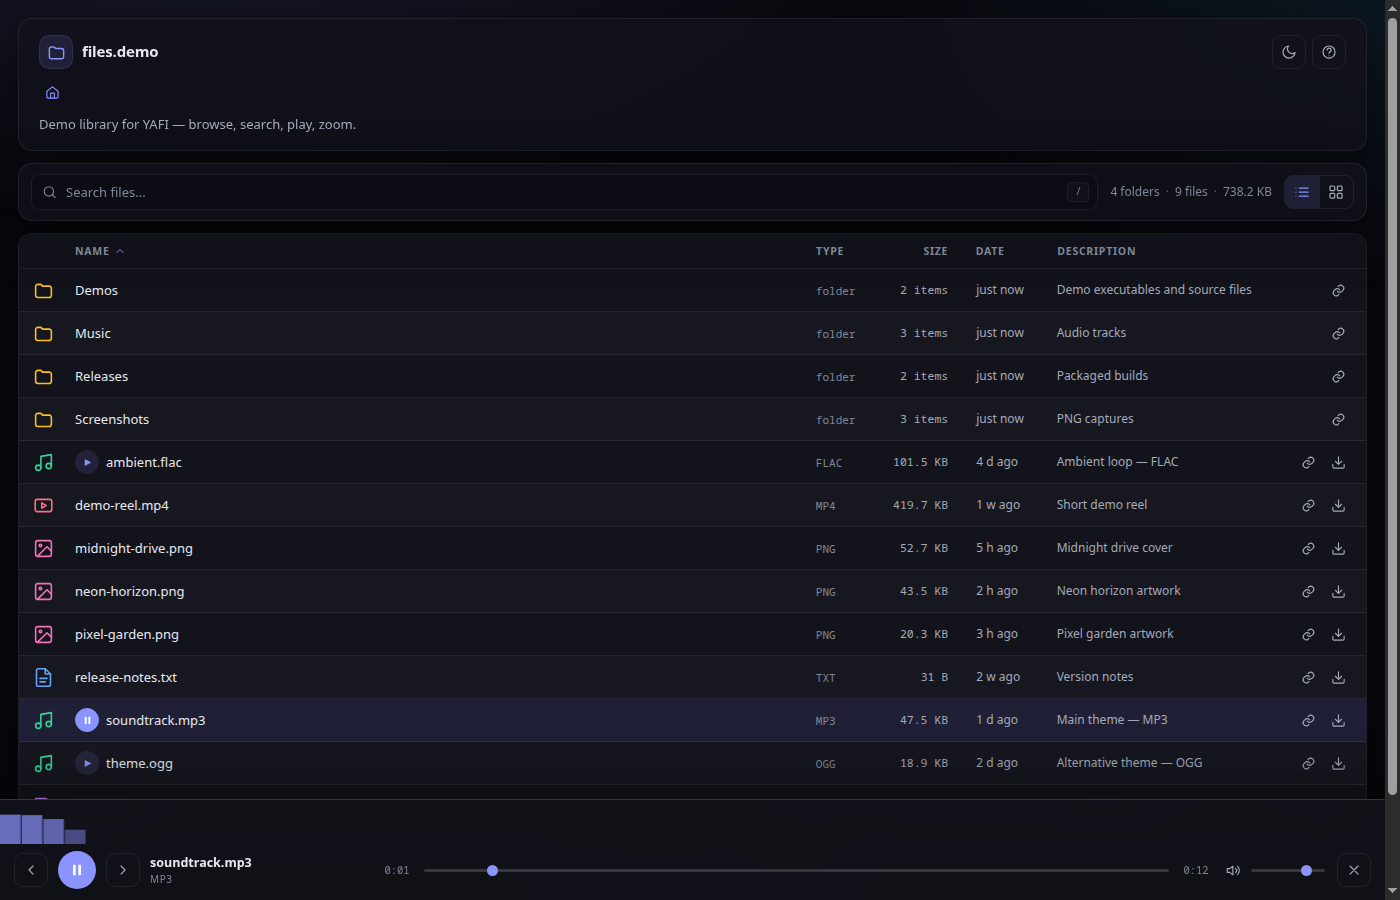 files.demo
Demo library for YAFI — browse, search, play, zoom.
Search files...
/
4 folders · 9 files · 738.2 KB
NAME TYPE SIZE DATE DESCRIPTION
Demos folder 2 items just now Demo executables and source files
Music folder 3 items just now Audio tracks
Releases folder 2 items just now Packaged builds
Screenshots folder 3 items just now PNG captures
ambient.flac FLAC 101.5 KB 4 d ago Ambient loop — FLAC
demo-reel.mp4 MP4 419.7 KB 1 w ago Short demo reel
midnight-drive.png PNG 52.7 KB 5 h ago Midnight drive cover
neon-horizon.png PNG 43.5 KB 2 h ago Neon horizon artwork
pixel-garden.png PNG 20.3 KB 3 h ago Pixel garden artwork
release-notes.txt TXT 31 B 2 w ago Version notes
soundtrack.mp3 MP3 47.5 KB 1 d ago Main theme — MP3
theme.ogg OGG 18.9 KB 2 d ago Alternative theme — OGG
soundtrack.mp3
MP3
0:01
0:12